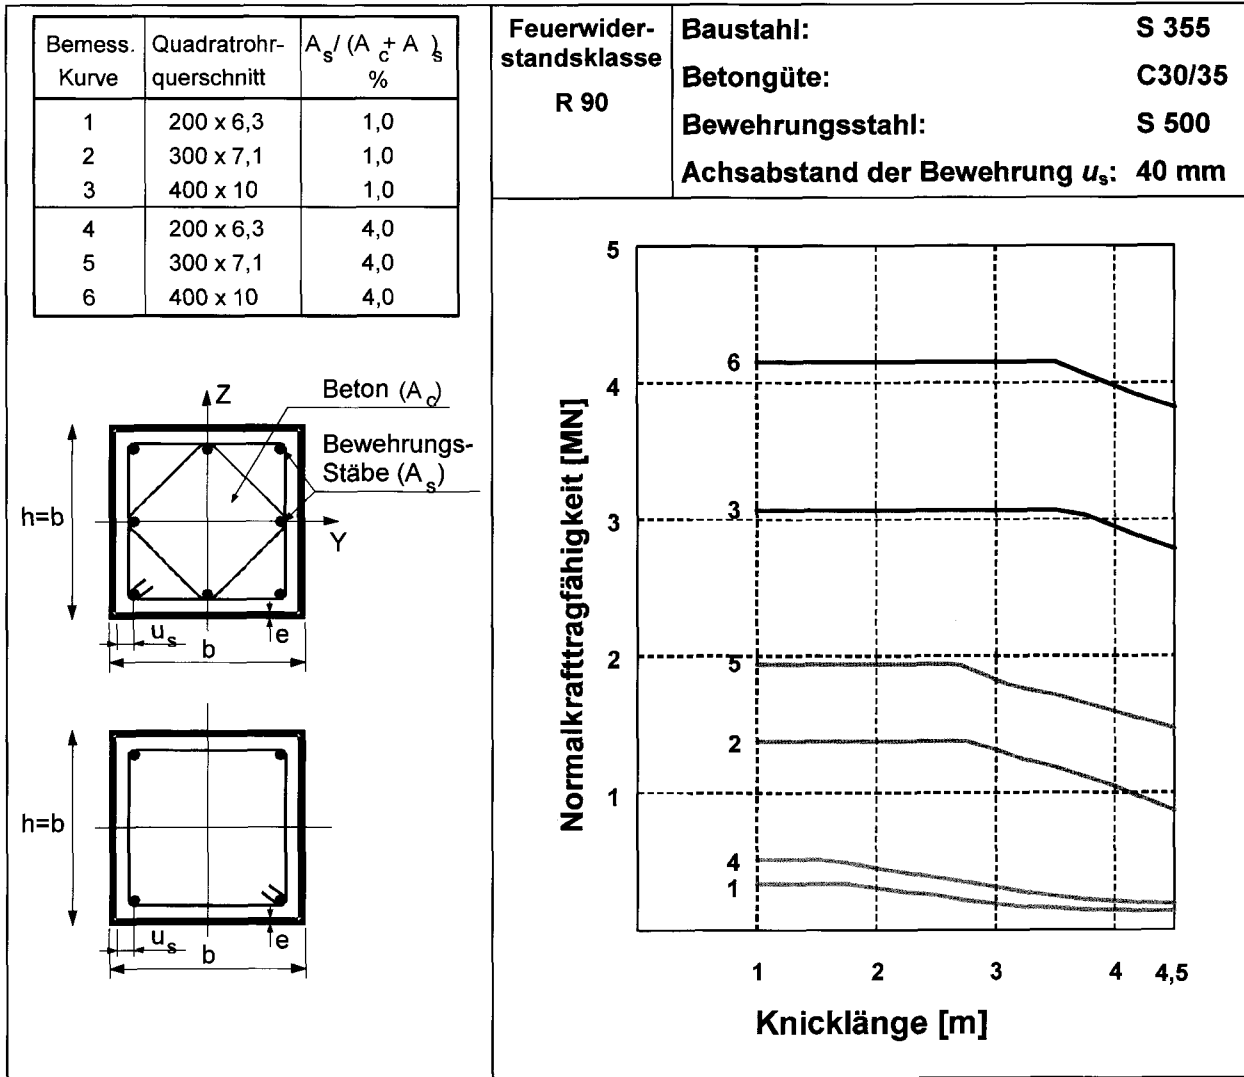 Bemess. Kurve
Quadratrohr-querschnitt
A_s / (A_c + A_s) %
1 200 x 6,3 1,0
2 300 x 7,1 1,0
3 400 x 10 1,0
4 200 x 6,3 4,0
5 300 x 7,1 4,0
6 400 x 10 4,0
Feuerwider-
standsklasse
R 90
Baustahl: S 355
Betongüte: C30/35
Bewehrungsstahl: S 500
Achsabstand der Bewehrung u_s: 40 mm
Z
Beton (A_c)
Bewehrungs-
Stäbe (A_s)
h=b
Y
u_s
b
e
h=b
u_s
b
e
Normalkrafttragfähigkeit [MN]
5
4
3
2
1
6
3
5
2
4
1
1 2 3 4 4,5
Knicklänge [m]